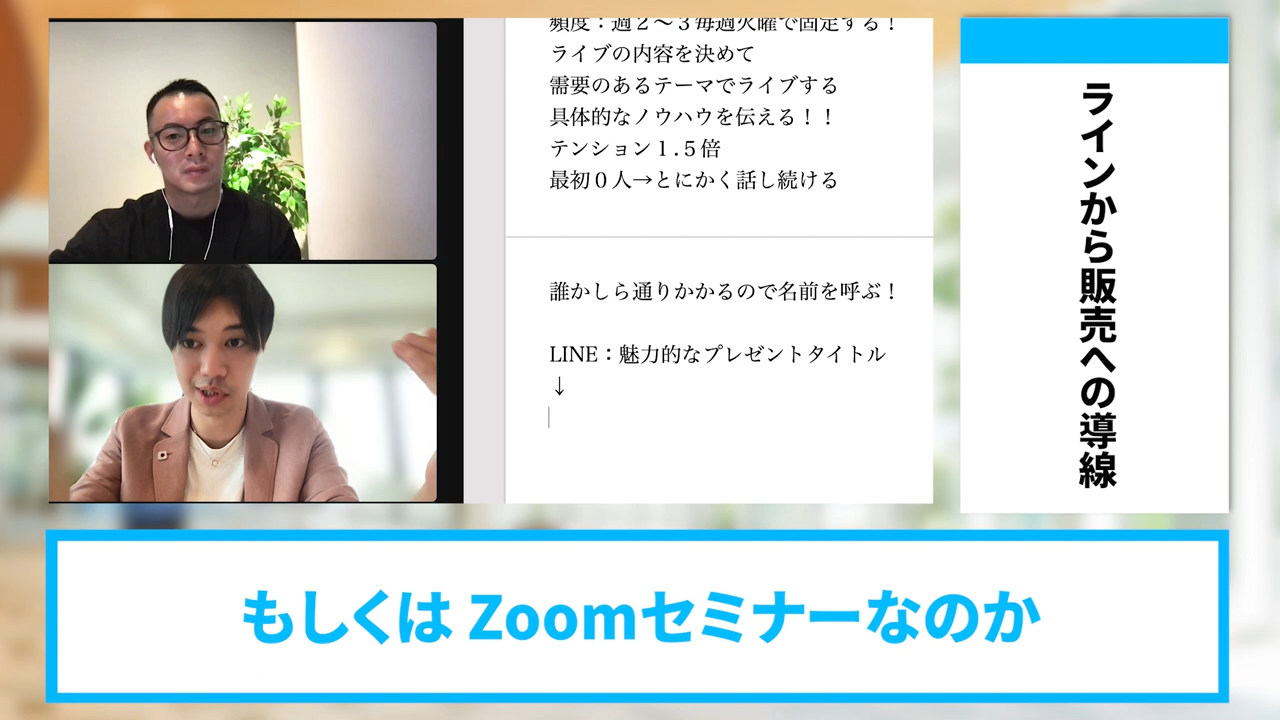 頻度：週２〜３毎週火曜で固定する！
ライブの内容を決めて
需要のあるテーマでライブする
具体的なノウハウを伝える！！
テンション１.５倍
最初０人→とにかく話し続ける
誰かしら通りかかるので名前を呼ぶ！
LINE：魅力的なプレゼントタイトル
↓
ラインから販売への導線
もしくは Zoomセミナーなのか